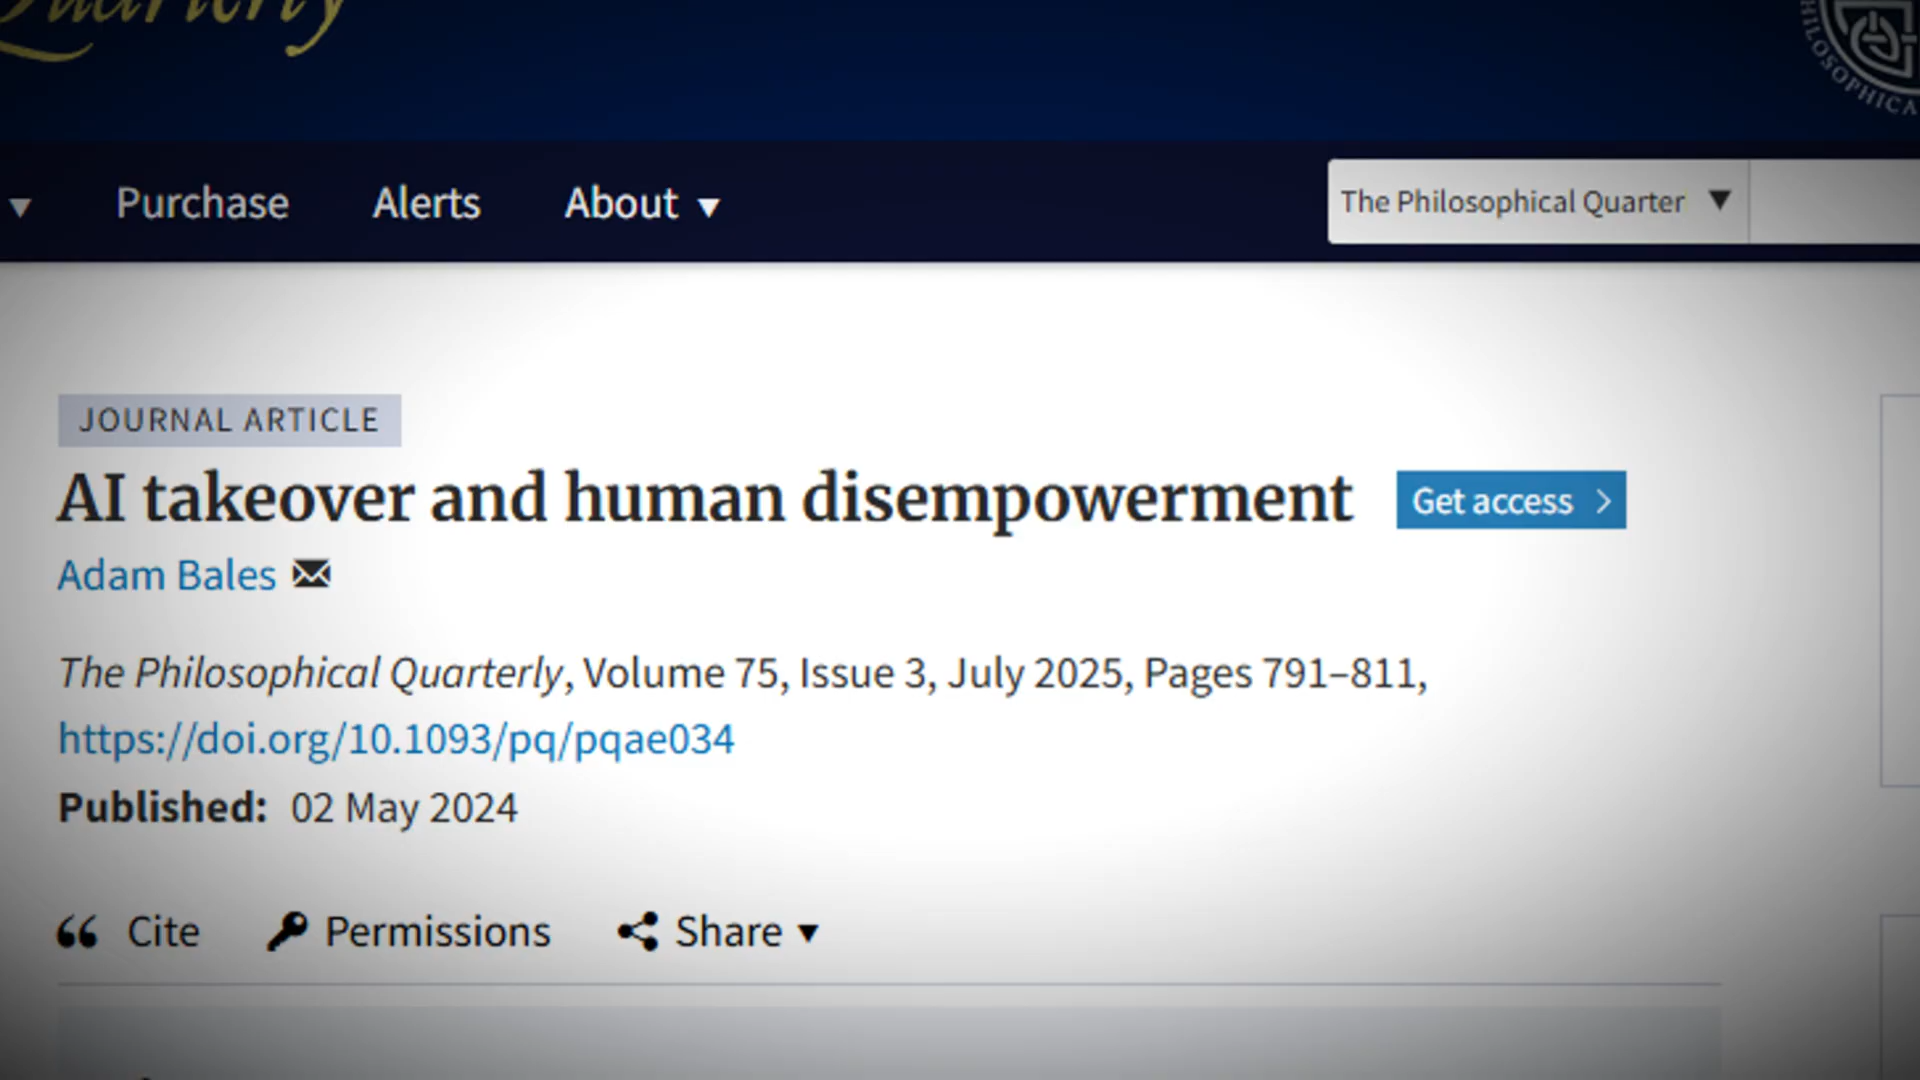 Quarterly
PHILOSOPHICA
Purchase
Alerts
About
The Philosophical Quarter
JOURNAL ARTICLE
AI takeover and human disempowerment
Get access
Adam Bales
The Philosophical Quarterly, Volume 75, Issue 3, July 2025, Pages 791–811,
https://doi.org/10.1093/pq/pqae034
Published: 02 May 2024
Cite
Permissions
Share